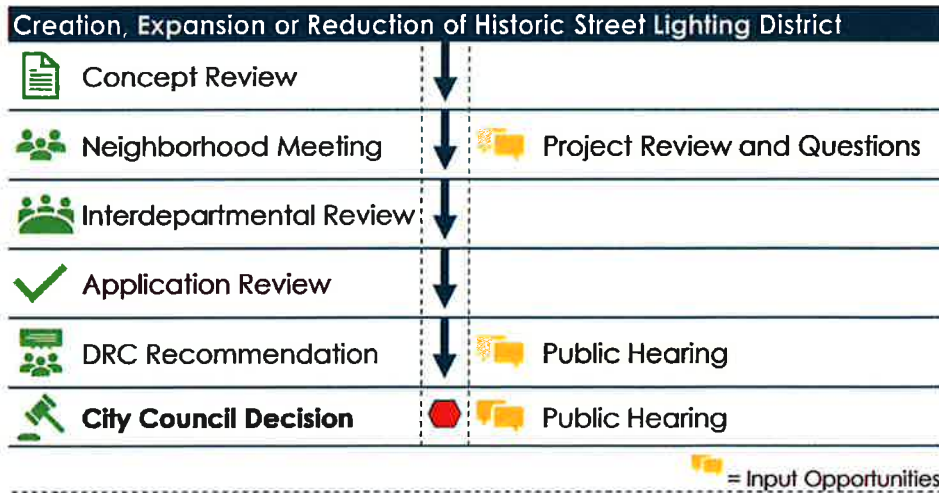 Creation, Expansion or Reduction of Historic Street Lighting District
Concept Review
Neighborhood Meeting Project Review and Questions
Interdepartmental Review
Application Review
DRC Recommendation Public Hearing
City Council Decision Public Hearing
= Input Opportunities